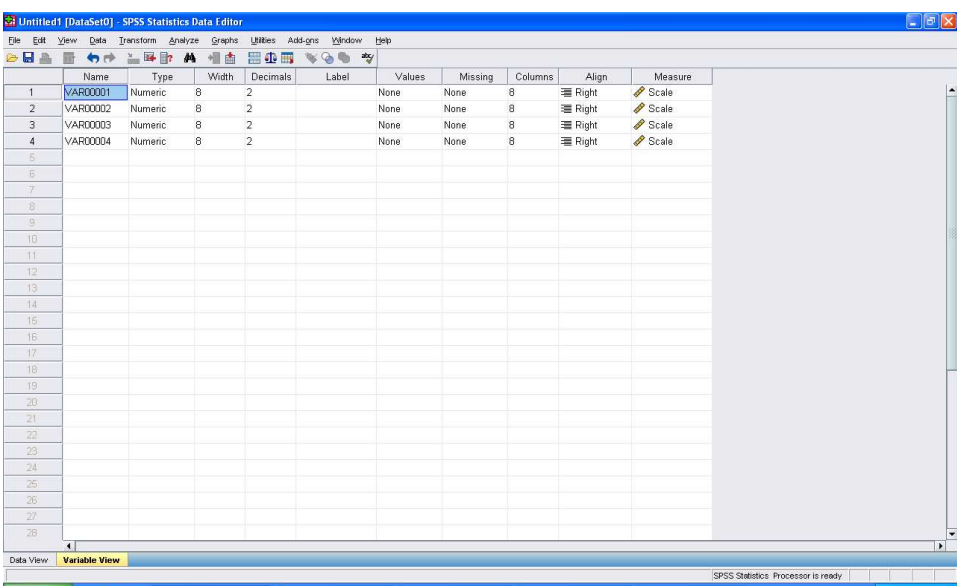 Untitled1 [DataSet0] - SPSS Statistics Data Editor
File Edit View Data Transform Analyze Graphs Utilities Add-ons Window Help
Name Type Width Decimals Label Values Missing Columns Align Measure
1 VAR00001 Numeric 8 2 None None 8 Right Scale
2 VAR00002 Numeric 8 2 None None 8 Right Scale
3 VAR00003 Numeric 8 2 None None 8 Right Scale
4 VAR00004 Numeric 8 2 None None 8 Right Scale
5
6
7
8
9
10
11
12
13
14
15
16
17
18
19
20
21
22
23
24
25
26
27
28
Data View Variable View
SPSS Statistics Processor is ready